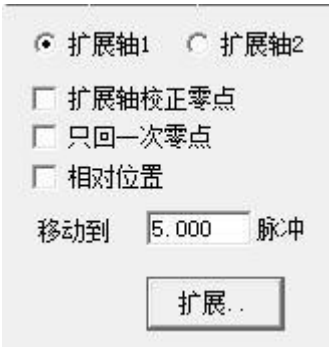 扩展轴1 扩展轴2
扩展轴校正零点
只回一次零点
相对位置
移动到 5.000 脉冲
扩展..